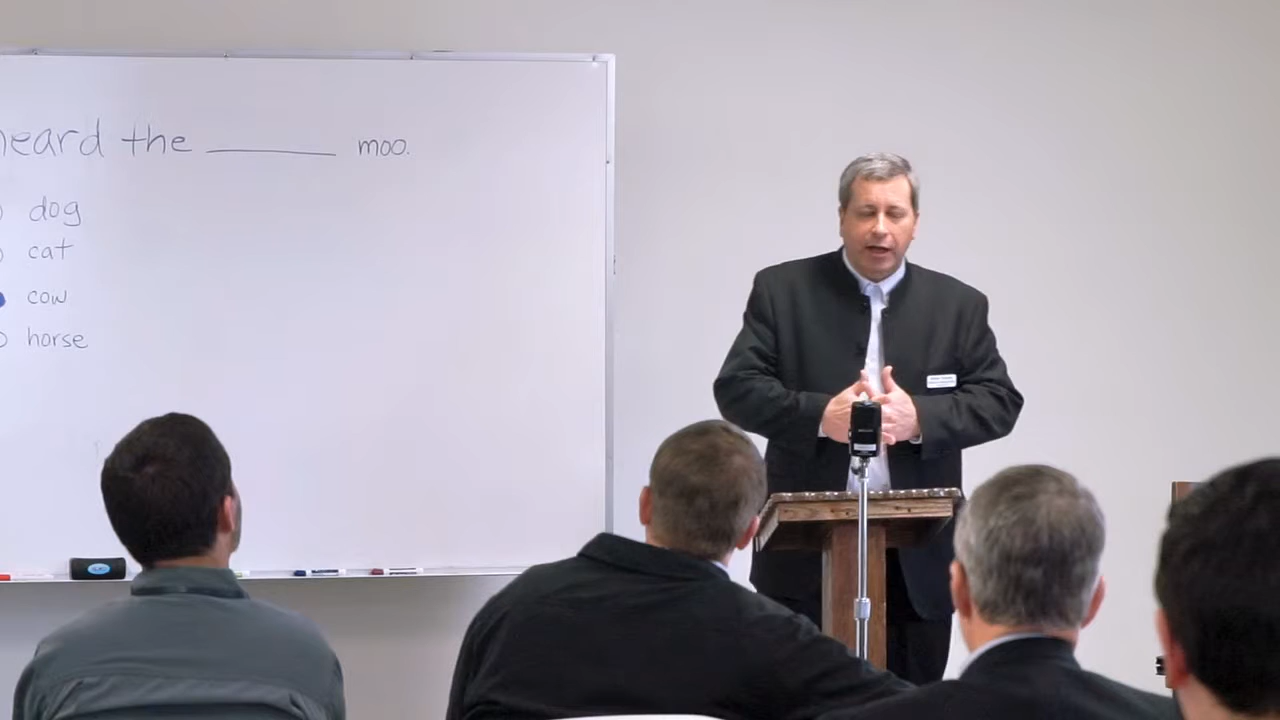 heard the ______ moo.
dog
cat
cow
horse